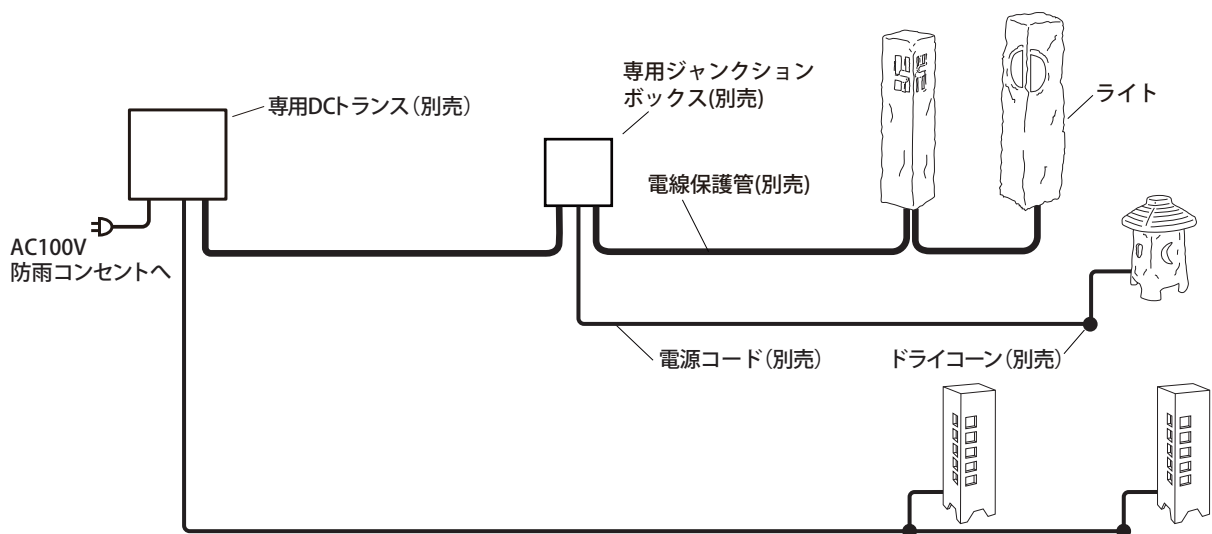 専用DCトランス（別売）
専用ジャンクション
ボックス(別売)
ライト
電線保護管(別売)
AC100V
防雨コンセントへ
電源コード（別売）
ドライコーン（別売）